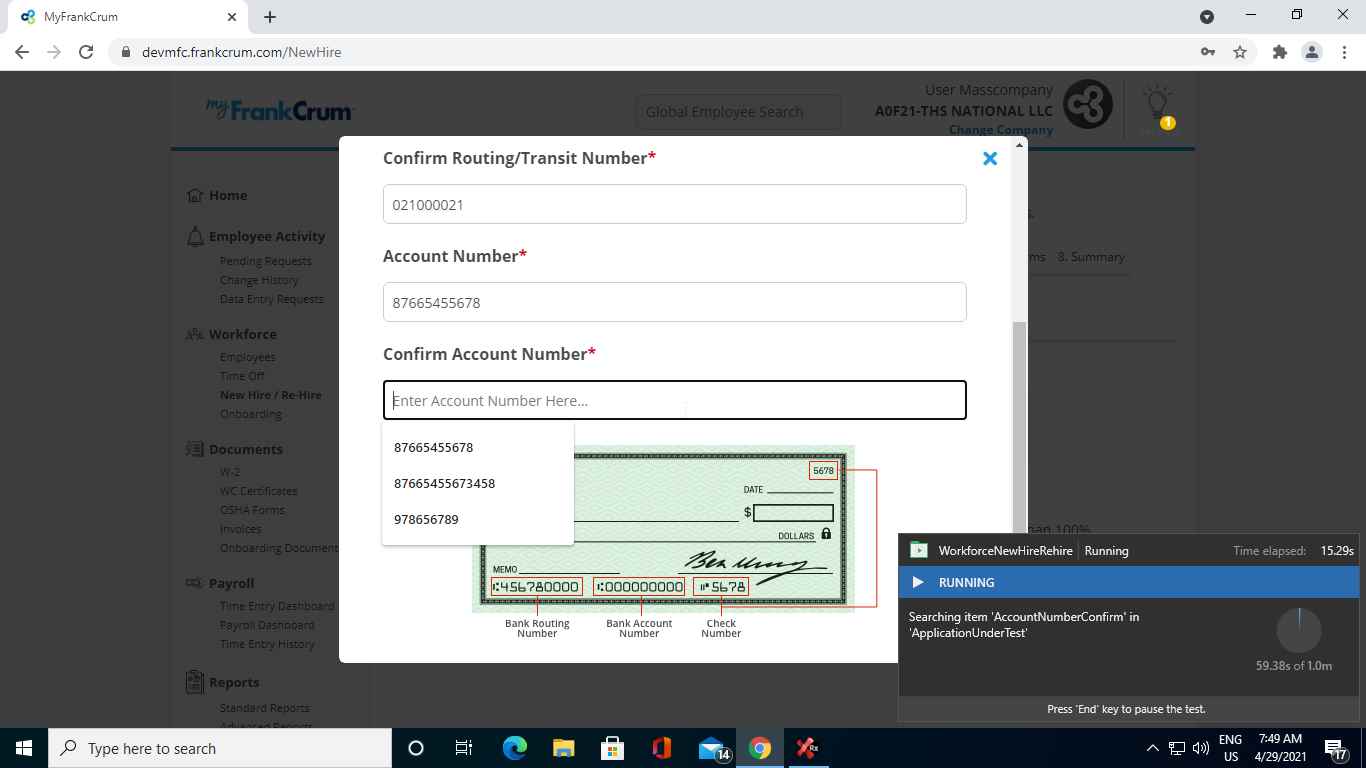 MyFrankCrum
devmfc.frankcrum.com/NewHire
myFrankCrum
Global Employee Search
User Masscompany
A0F21-THS NATIONAL LLC
Change Company
1
Home
Employee Activity
Pending Requests
Change History
Data Entry Requests
Workforce
Employees
Time Off
New Hire / Re-Hire
Onboarding
Documents
W-2
WC Certificates
OSHA Forms
Invoices
Onboarding Document
Payroll
Time Entry Dashboard
Payroll Dashboard
Time Entry History
Reports
Standard Reports
Advanced Reports
8. Summary
Confirm Routing/Transit Number*
021000021
Account Number*
87665455678
Confirm Account Number*
Enter Account Number Here...
87665455678
87665455673458
978656789
5678
DATE
$
DOLLARS
MEMO
⑆456780000
⑆000000000
⑈5678
Bank Routing Number
Bank Account Number
Check Number
100%
WorkforceNewHireRehire
Running
Time elapsed: 15.29s
RUNNING
Searching item 'AccountNumberConfirm' in
'ApplicationUnderTest'
59.38s of 1.0m
Press 'End' key to pause the test.
Type here to search
14
Rx
ENG
US
7:49 AM
4/29/2021
17